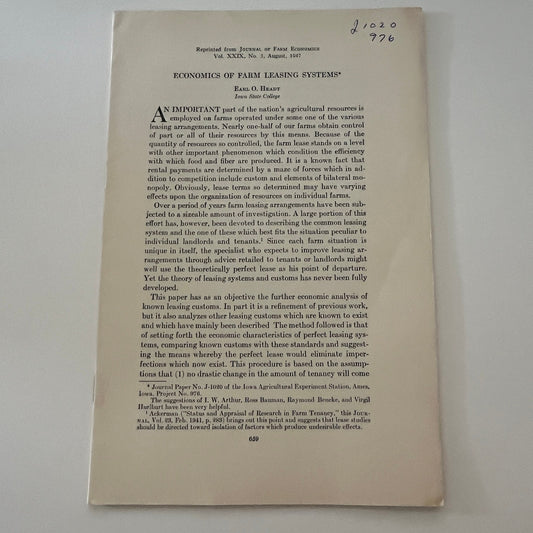 J1020
976
Reprinted from JOURNAL OF FARM ECONOMICS
Vol. XXIX, No. 3, August, 1947
ECONOMICS OF FARM LEASING SYSTEMS*
EARL O. HEADY
Iowa State College
AN IMPORTANT part of the nation's agricultural resources is
employed on farms operated under some one of the various
leasing arrangements. Nearly one-half of our farms obtain control
of part or all of their resources by this means. Because of the
quantity of resources so controlled, the farm lease stands on a level
with other important phenomenon which condition the efficiency
with which food and fiber are produced. It is a known fact that
rental payments are determined by a maze of forces which in ad-
dition to competition include custom and elements of bilateral mo-
nopoly. Obviously, lease terms so determined may have varying
effects upon the organization of resources on individual farms.
Over a period of years farm leasing arrangements have been sub-
jected to a sizeable amount of investigation. A large portion of this
effort has, however, been devoted to describing the common leasing
system and the one of these which best fits the situation peculiar to
individual landlords and tenants.¹ Since each farm situation is
unique in itself, the specialist who expects to improve leasing ar-
rangements through advice retailed to tenants or landlords might
well use the theoretically perfect lease as his point of departure.
Yet the theory of leasing systems and customs has never been fully
developed.
This paper has as an objective the further economic analysis of
known leasing customs. In part it is a refinement of previous work,
but it also analyzes other leasing customs which are known to exist
and which have mainly been described The method followed is that
of setting forth the economic characteristics of perfect leasing sys-
tems, comparing known customs with these standards and suggest-
ing the means whereby the perfect lease would eliminate imper-
fections which now exist. This procedure is based on the assump-
tions that (1) no drastic change in the amount of tenancy will come
* Journal Paper No. J-1020 of the Iowa Agricultural Experiment Station, Ames,
Iowa. Project No. 976.
The suggestions of I. W. Arthur, Ross Bauman, Raymond Beneke, and Virgil
Hurlburt have been very helpful.
¹ Ackerman ("Status and Appraisal of Research in Farm Tenancy," this JOUR-
NAL, Vol. 23, Feb. 1941, p. 983) brings out this point and suggests that lease studies
should be directed toward isolation of factors which produce undesirable effects.
659